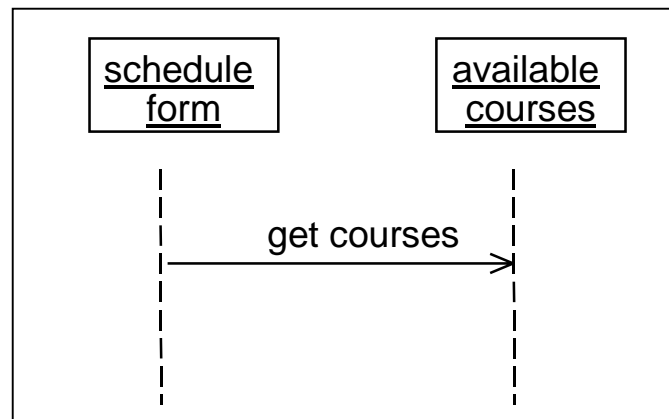 schedule
form
available
courses
get courses